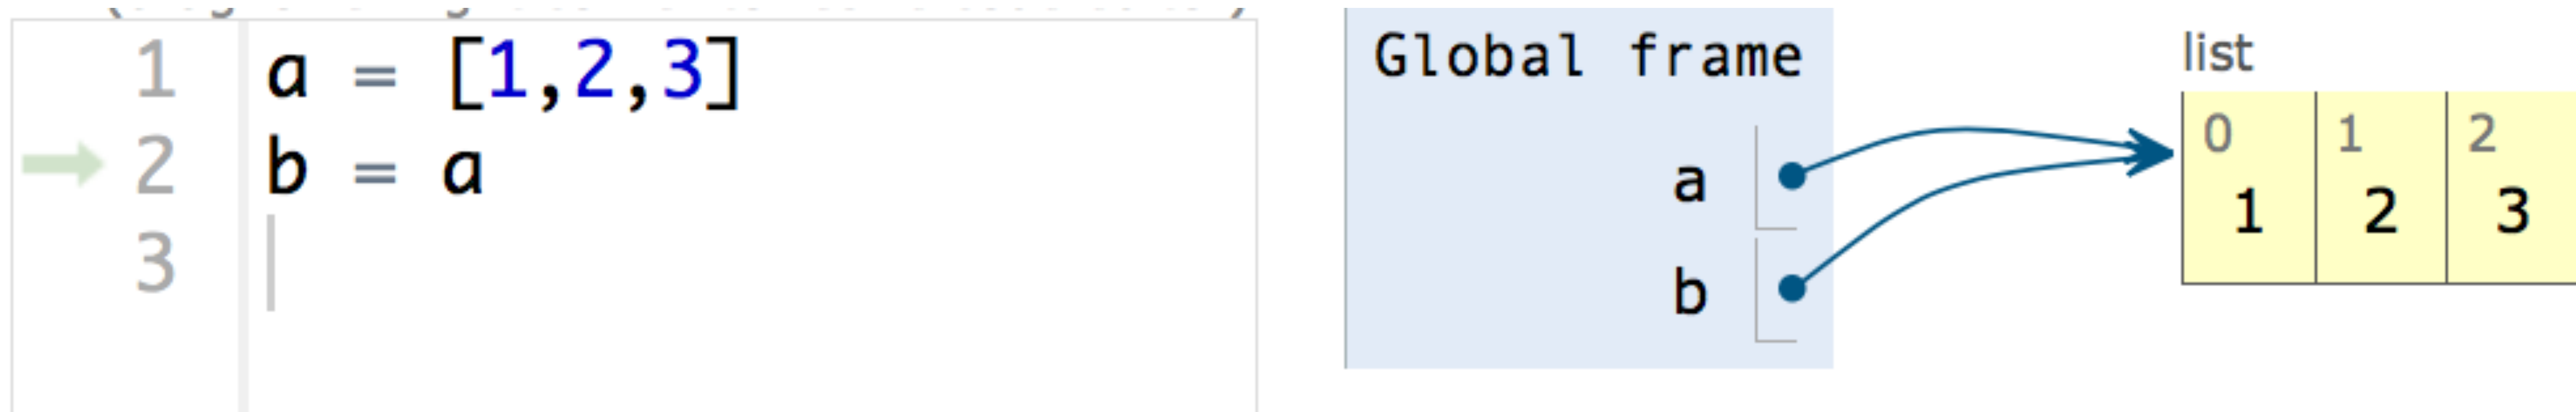 1 a = [1,2,3]
2 b = a
3
Global frame
a
b
list
0 1 2
1 2 3